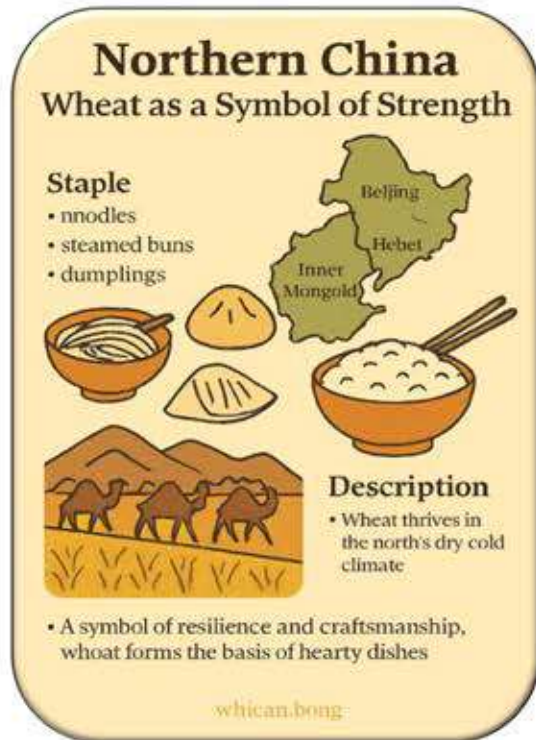 Northern China
Wheat as a Symbol of Strength
Staple
• nnodles
• steamed buns
• dumplings
Beljing
Hebet
Inner
Mongold
Description
• Wheat thrives in
the north's dry cold
climate
• A symbol of resilience and craftsmanship,
whoat forms the basis of hearty dishes
whican.bong